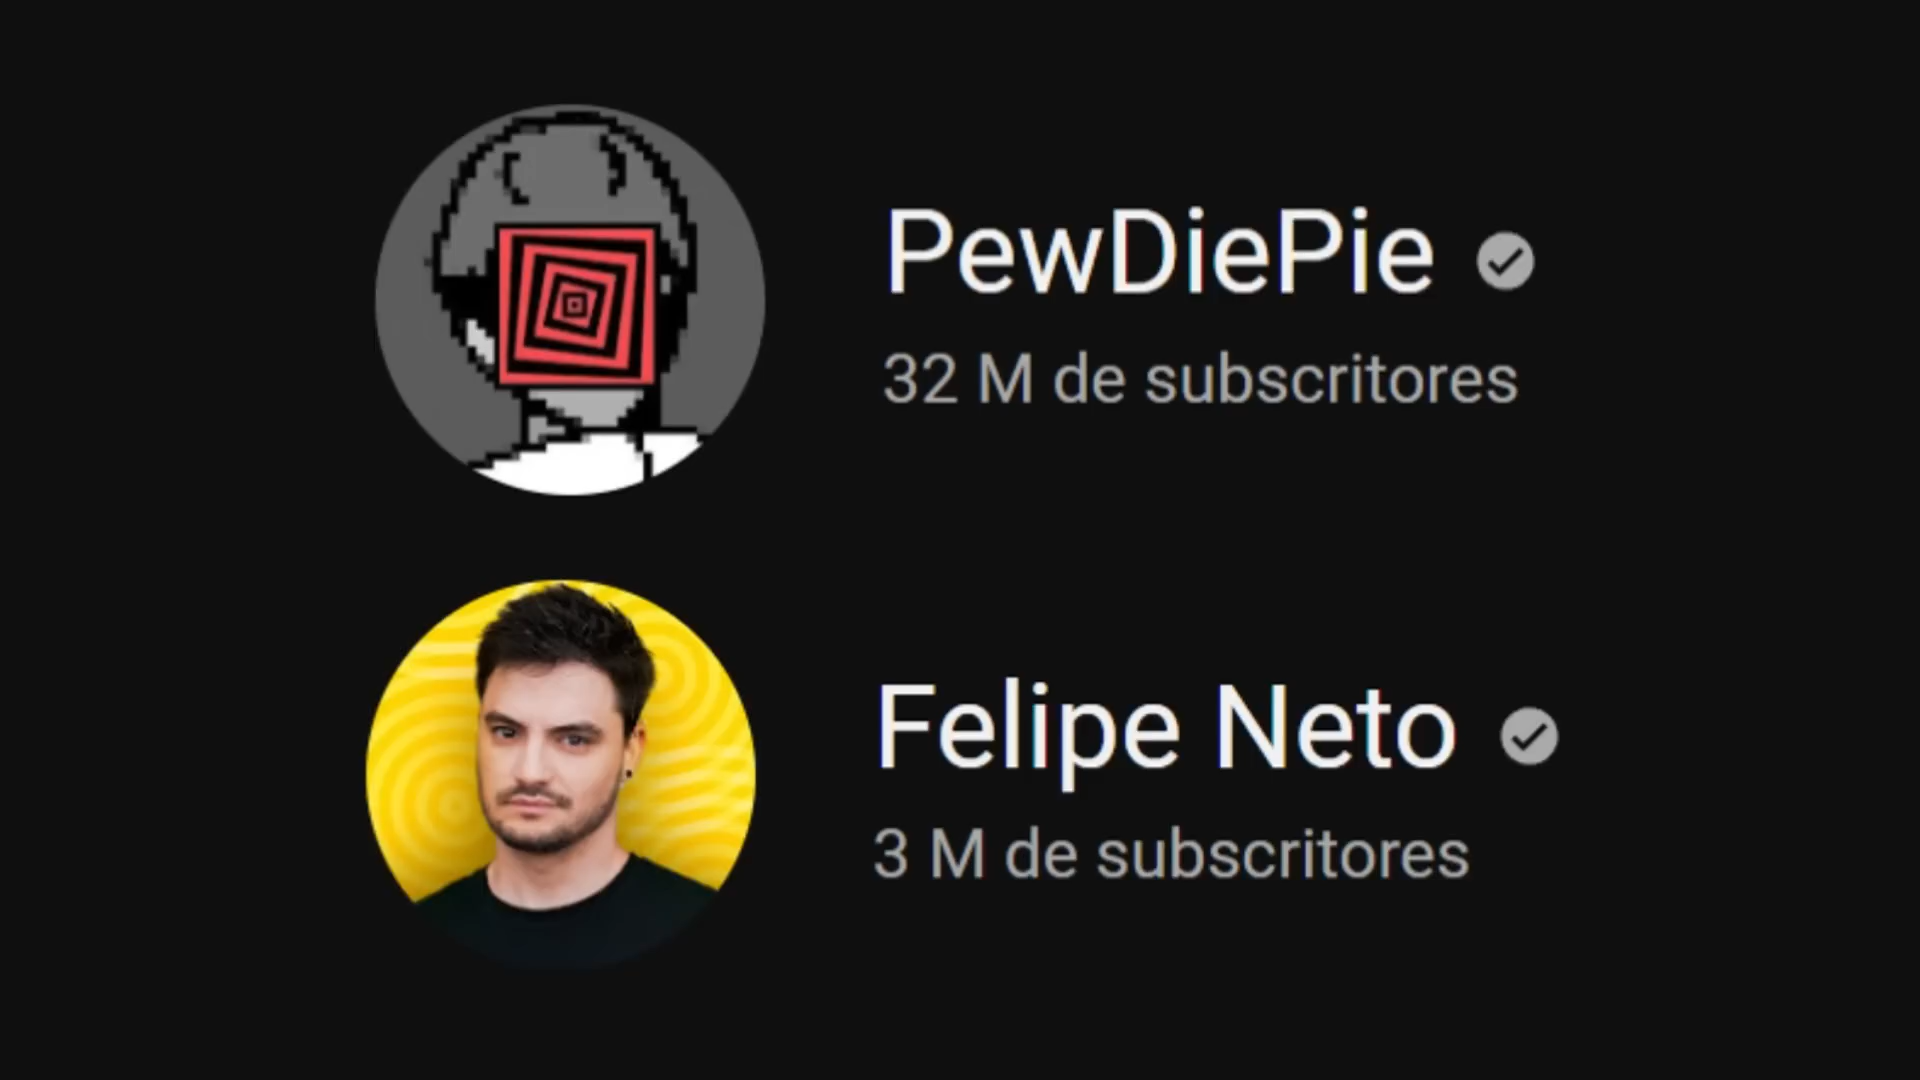 PewDiePie
32 M de subscritores
Felipe Neto
3 M de subscritores